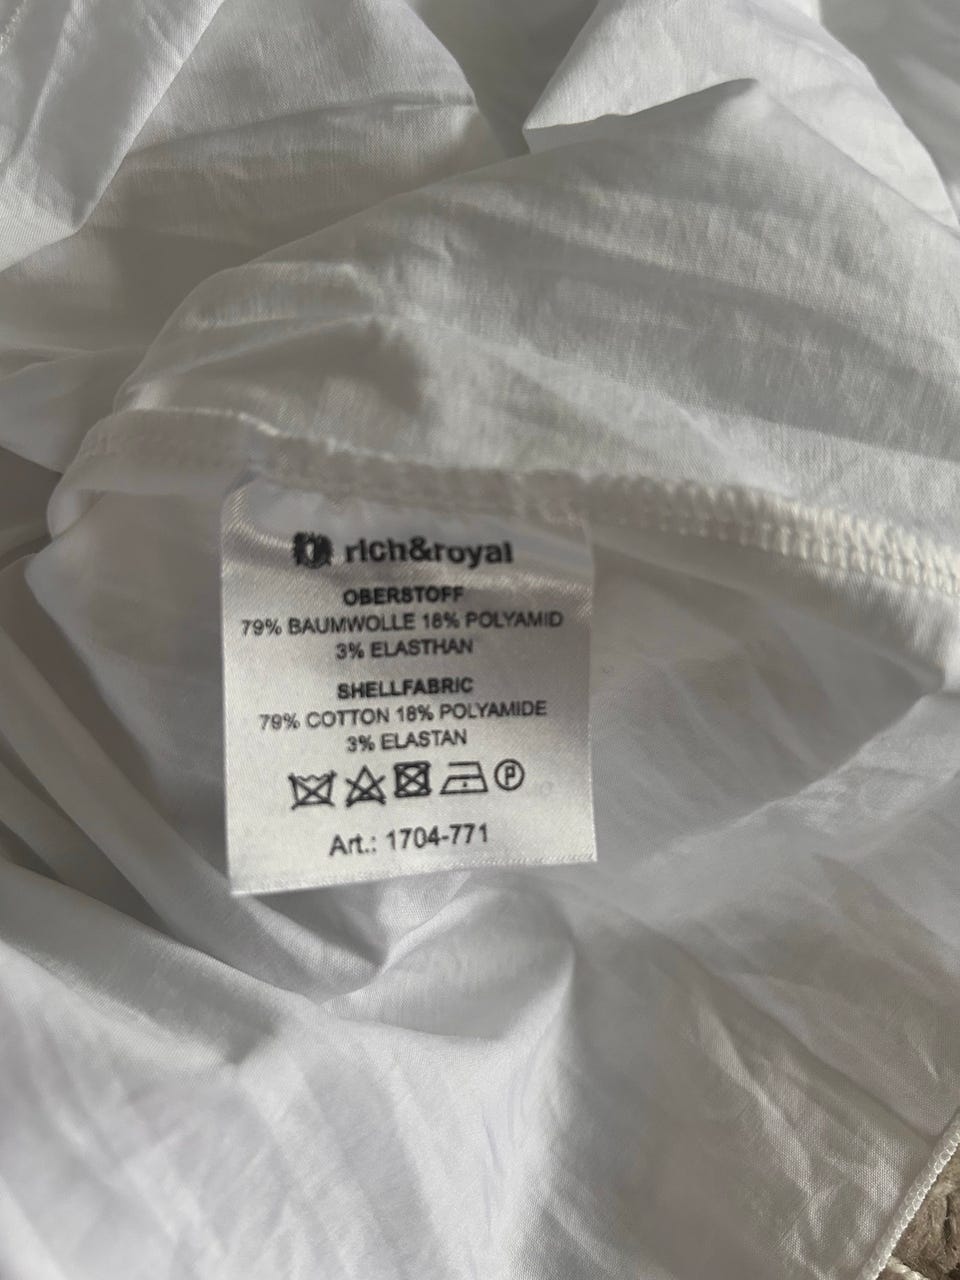 rich&royal
OBERSTOFF
79% BAUMWOLLE 18% POLYAMID
3% ELASTHAN
SHELLFABRIC
79% COTTON 18% POLYAMIDE
3% ELASTAN
P
Art.: 1704-771